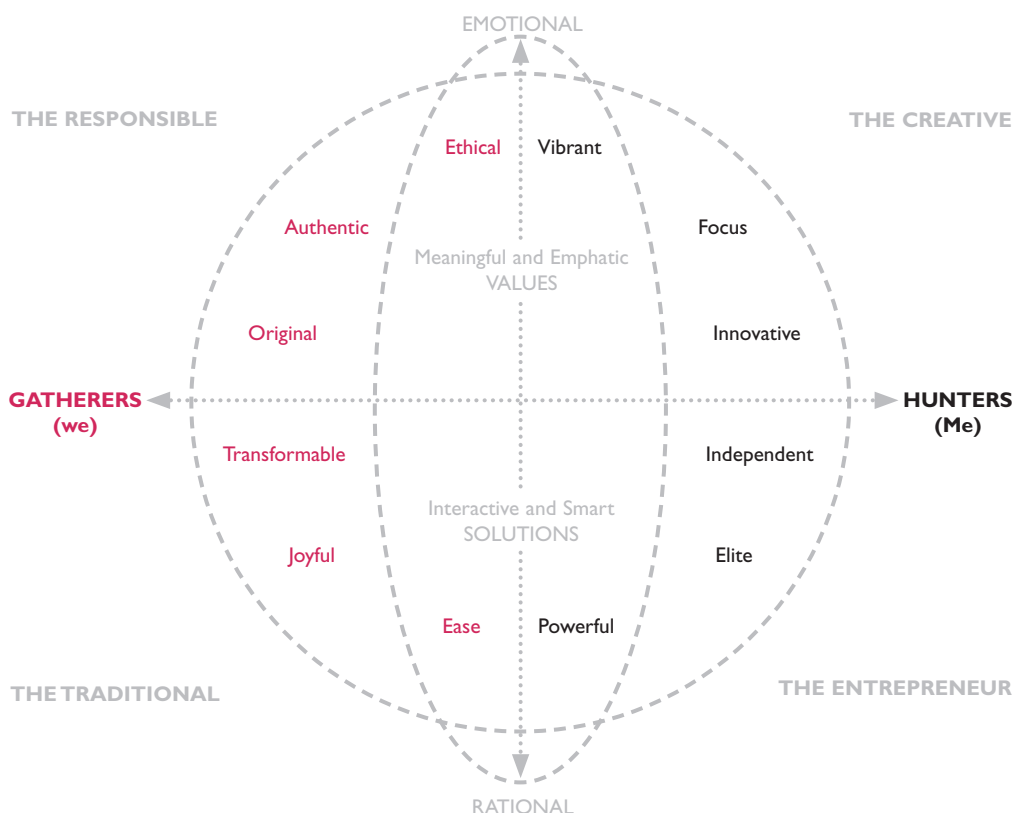 EMOTIONAL
THE RESPONSIBLE
THE CREATIVE
Ethical
Vibrant
Authentic
Focus
Meaningful and Emphatic
VALUES
Original
Innovative
GATHERERS
(we)
HUNTERS
(Me)
Transformable
Independent
Interactive and Smart
SOLUTIONS
Joyful
Elite
Ease
Powerful
THE TRADITIONAL
THE ENTREPRENEUR
RATIONAL